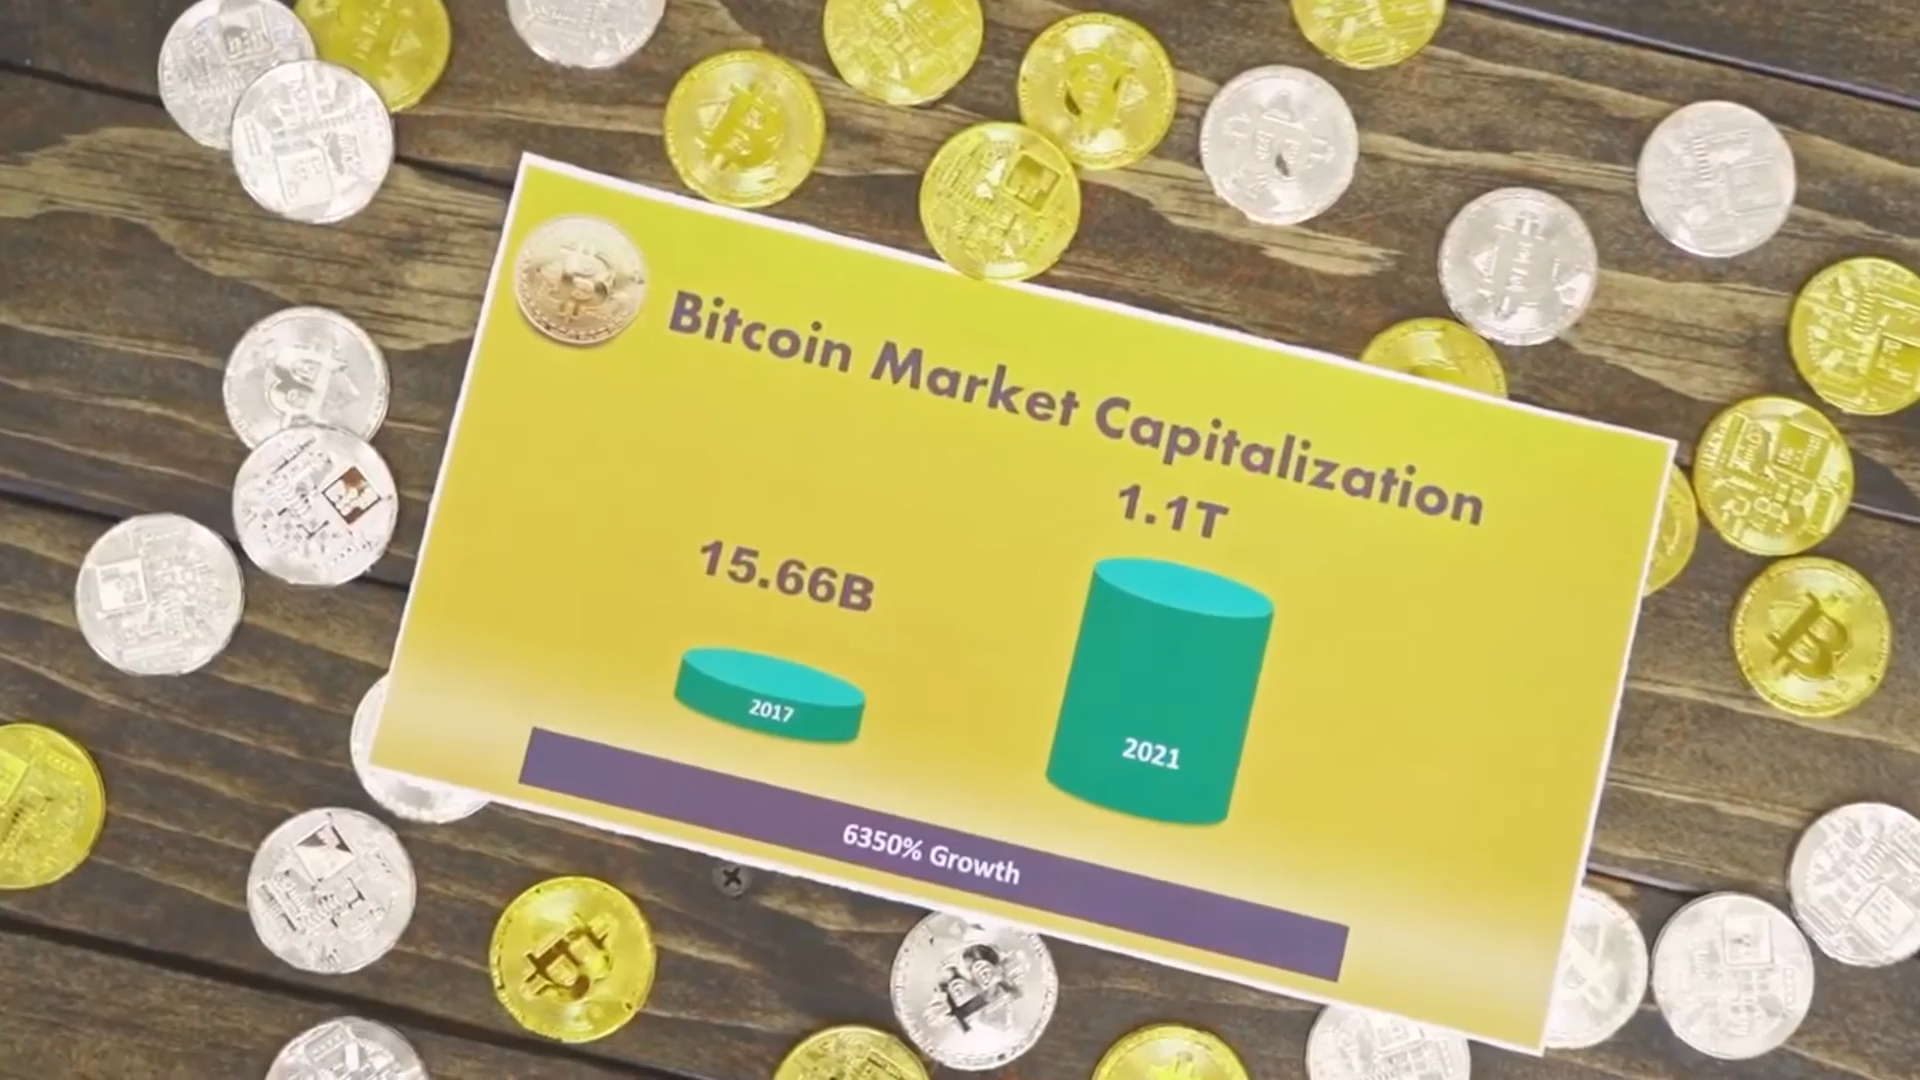 Bitcoin Market Capitalization
15.66B
1.1T
2017
2021
6350% Growth